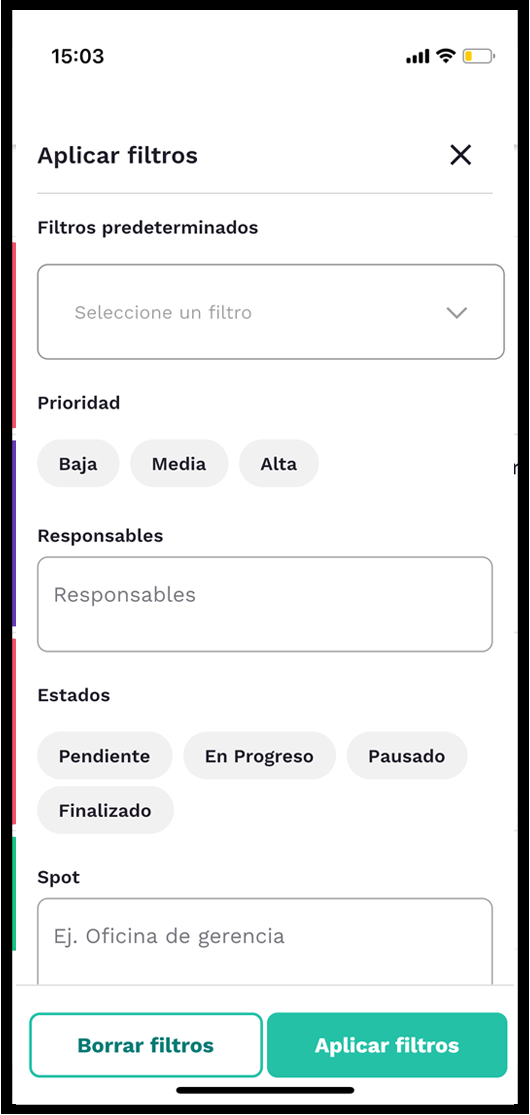 15:03
Aplicar filtros
Filtros predeterminados
Seleccione un filtro
Prioridad
Baja Media Alta
Responsables
Responsables
Estados
Pendiente En Progreso Pausado
Finalizado
Spot
Ej. Oficina de gerencia
Borrar filtros Aplicar filtros